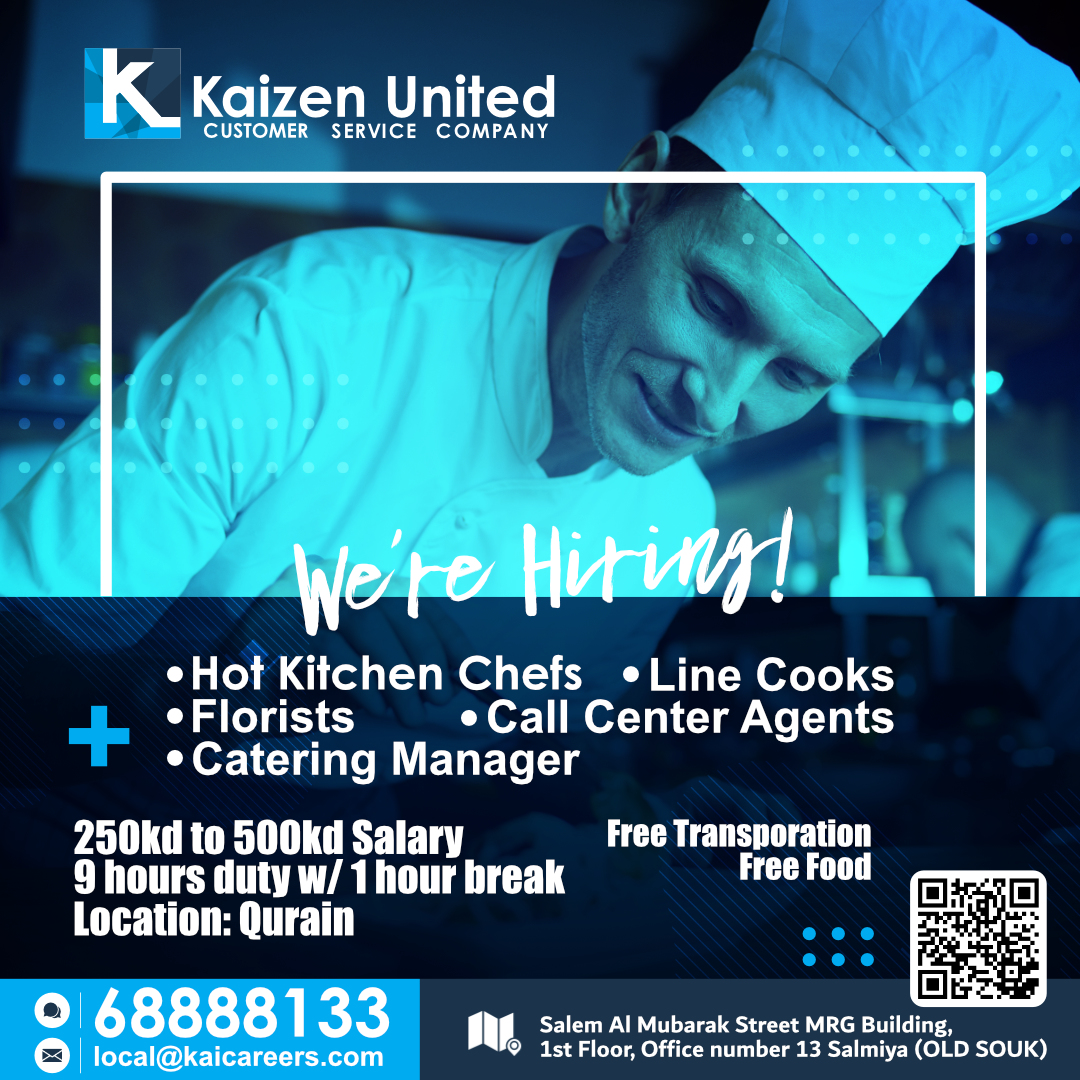 K Kaizen United
CUSTOMER SERVICE COMPANY
We're Hiring!
•Hot Kitchen Chefs •Line Cooks
•Florists •Call Center Agents
•Catering Manager
250kd to 500kd Salary
9 hours duty w/ 1 hour break
Location: Qurain
Free Transporation
Free Food
68888133
local@kaicareers.com
Salem Al Mubarak Street MRG Building,
1st Floor, Office number 13 Salmiya (OLD SOUK)